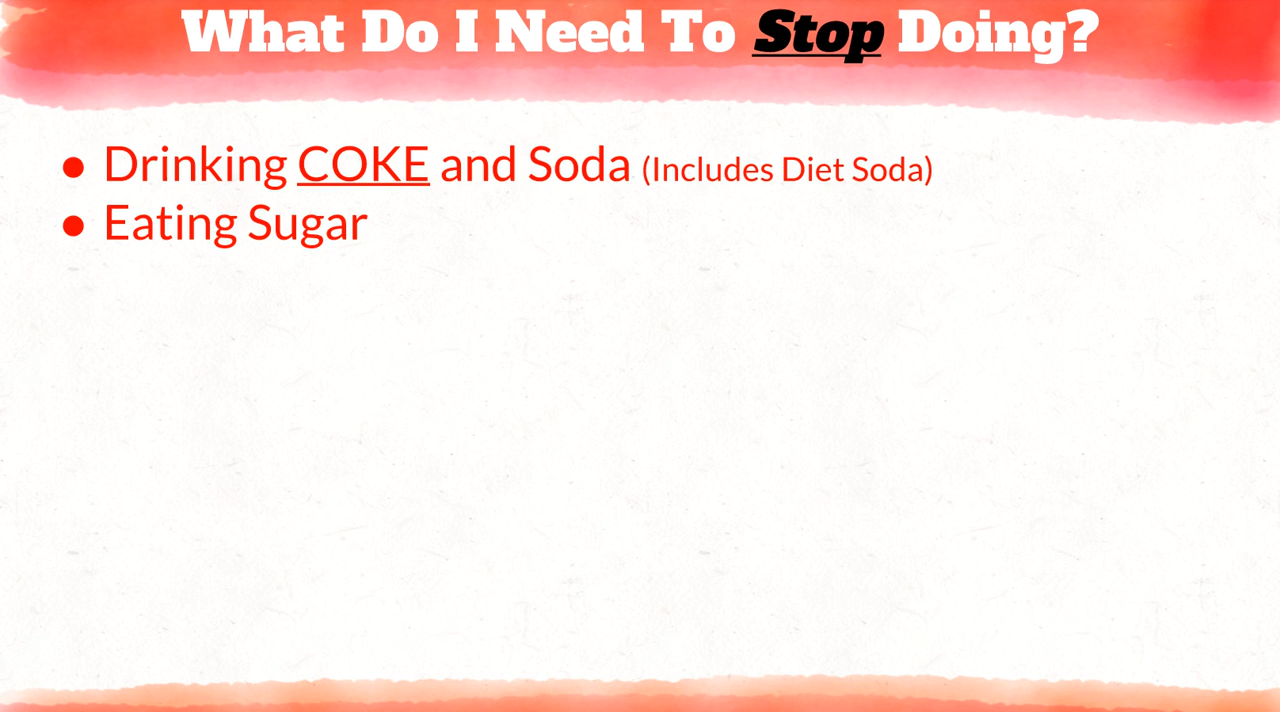 What Do I Need To Stop Doing?
● Drinking COKE and Soda (Includes Diet Soda)
● Eating Sugar